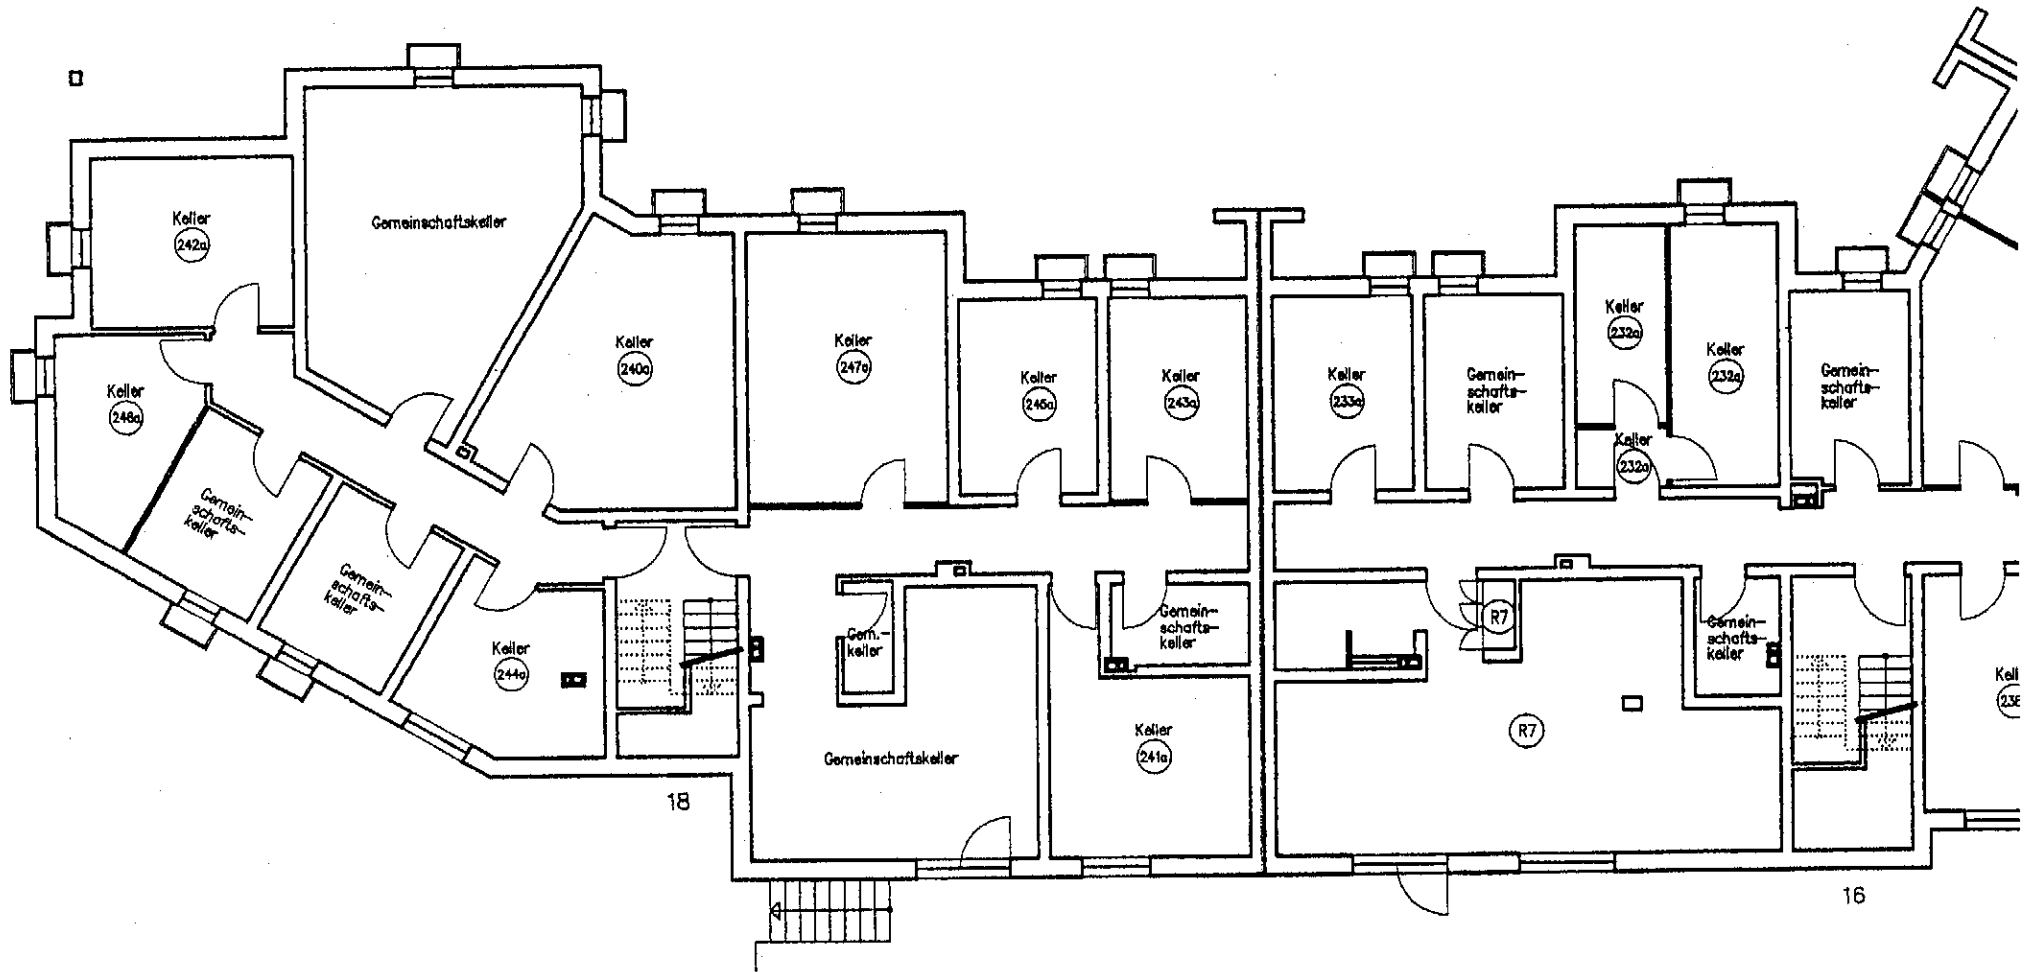 Keller
242a
Gemeinschaftskeller
Keller
246a
Gemein-
schafts-
keller
Gemein-
schafts-
keller
Keller
244a
Keller
240a
Keller
247a
Keller
245a
Keller
243a
Gem.-
keller
Gemein-
schafts-
keller
Gemeinschaftskeller
Keller
241a
18
Keller
233a
Gemein-
schafts-
keller
Keller
232a
Keller
232a
Keller
232a
Gemein-
schafts-
keller
R7
Gemein-
schafts-
keller
R7
16